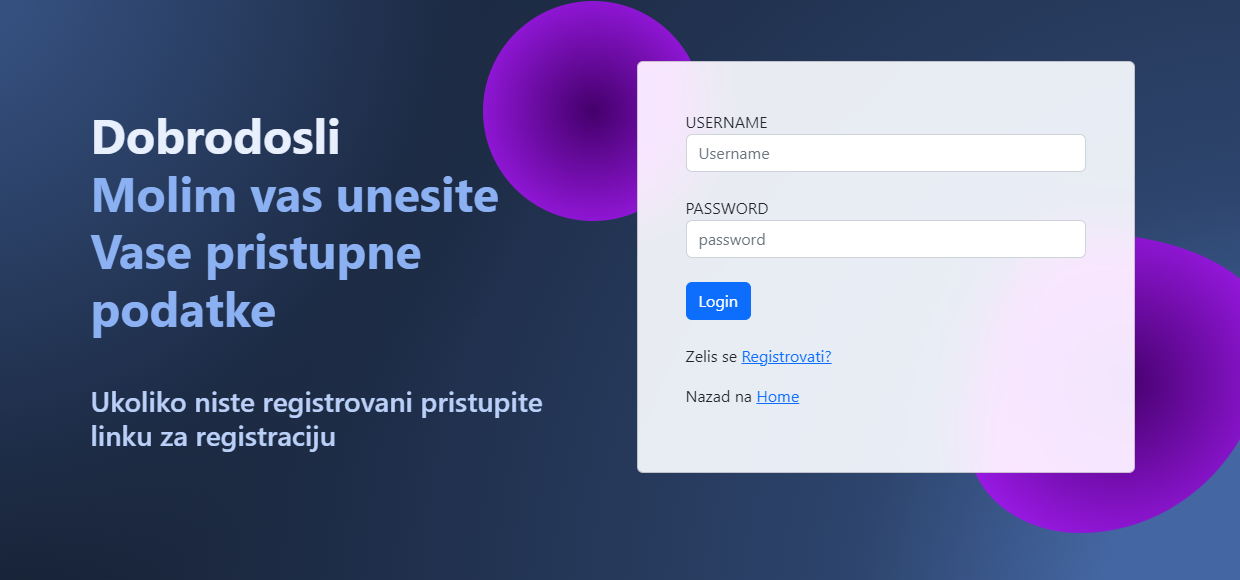 Dobrodosli
Molim vas unesite
Vase pristupne
podatke
Ukoliko niste registrovani pristupite
linku za registraciju
USERNAME
Username
PASSWORD
password
Login
Zelis se Registrovati?
Nazad na Home